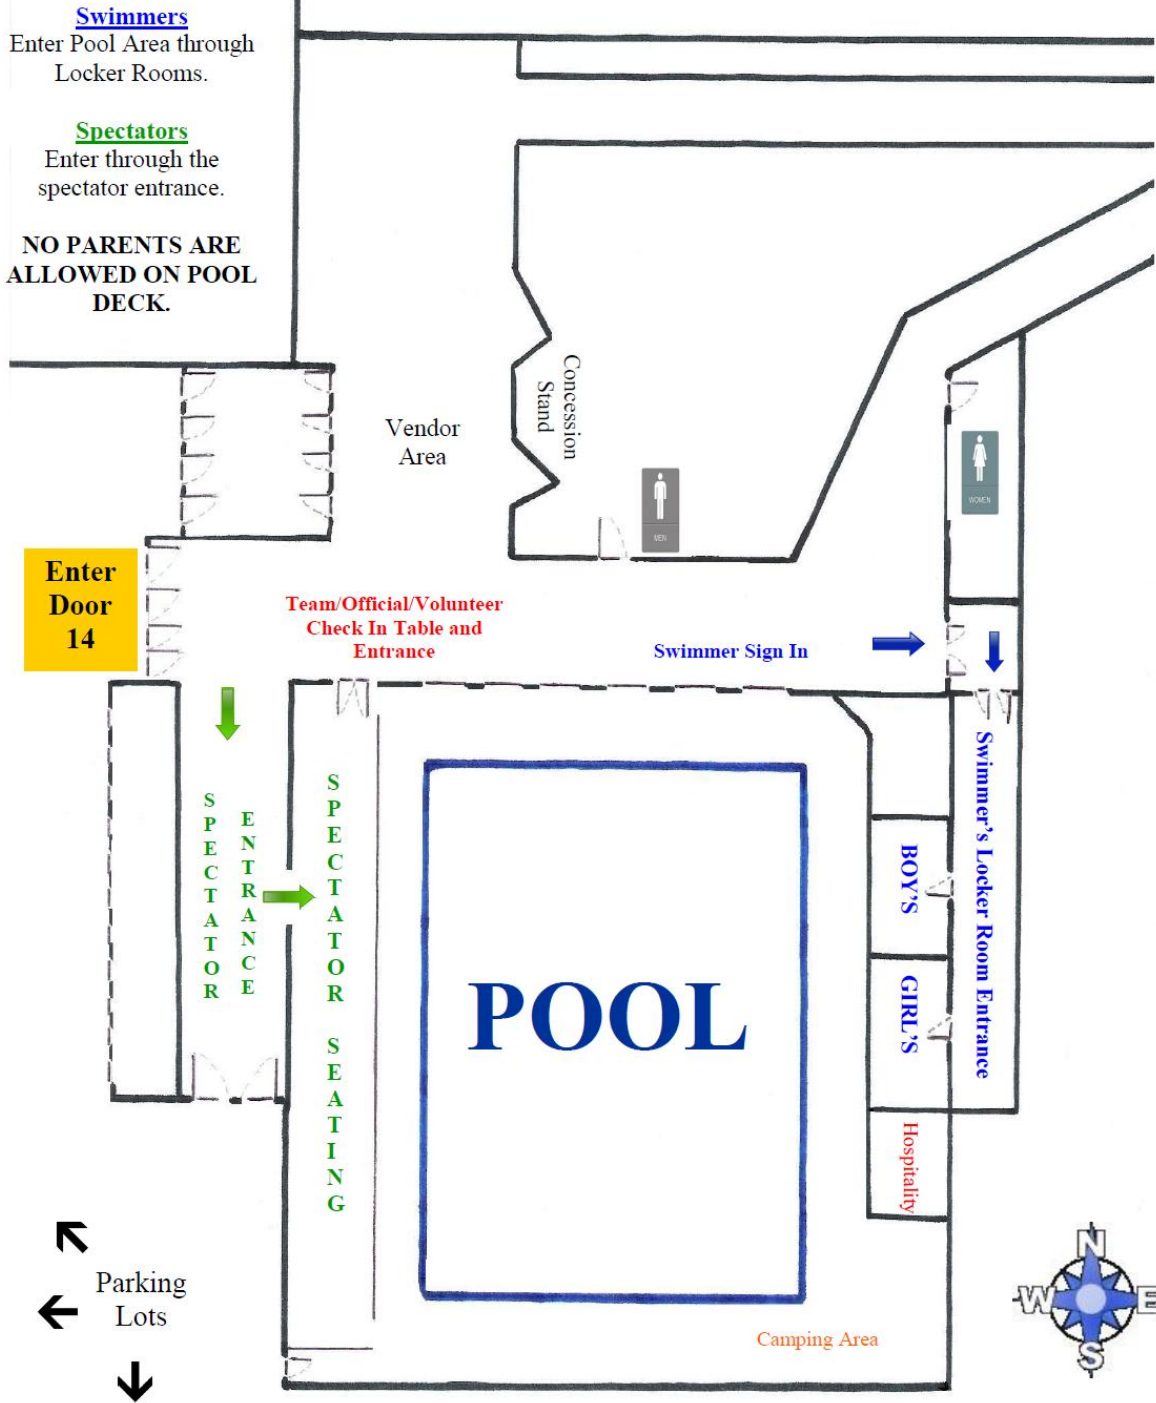 Swimmers
Enter Pool Area through
Locker Rooms.
Spectators
Enter through the
spectator entrance.
NO PARENTS ARE
ALLOWED ON POOL
DECK.
Concession
Stand
Vendor
Area
MEN
WOMEN
Enter
Door
14
Team/Official/Volunteer
Check In Table and
Entrance
Swimmer Sign In
SPECTATOR
ENTRANCE
SPECTATOR SEATING
POOL
BOY'S
GIRL'S
Swimmer's Locker Room Entrance
Hospitality
Parking
Lots
Camping Area
N
W
E
S